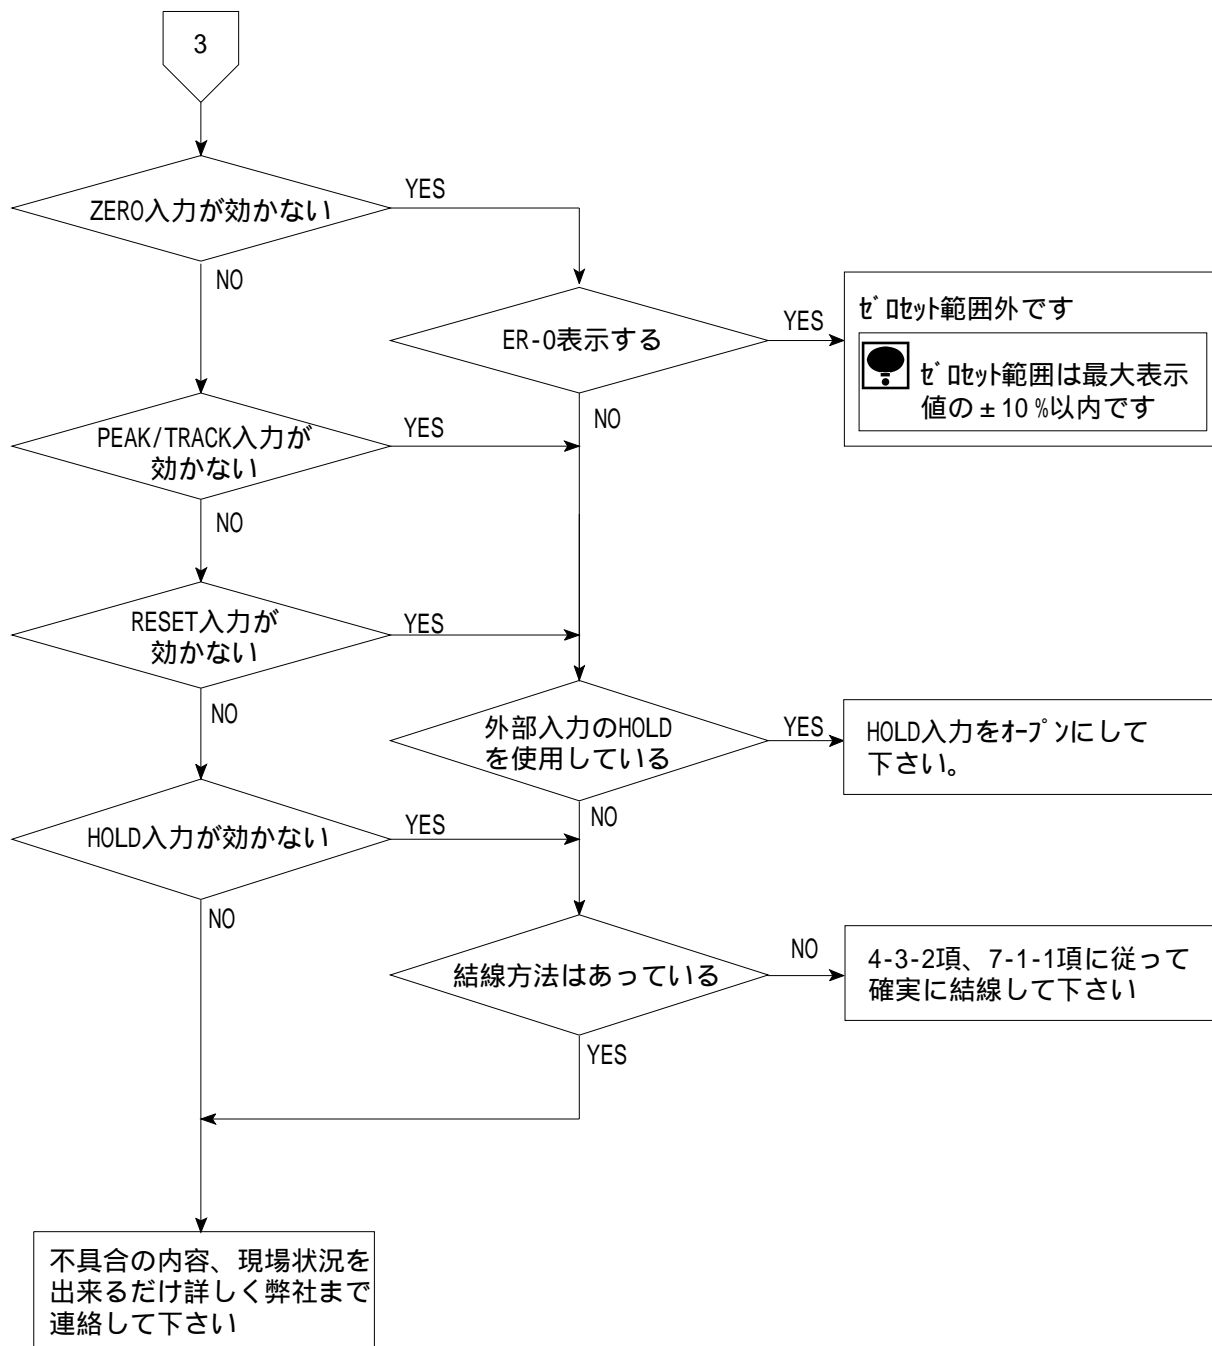 3
ZERO入力が効かない
YES
NO
ER-0表示する
YES
NO
ｾﾞﾛｾｯﾄ範囲外です
ｾﾞﾛｾｯﾄ範囲は最大表示
値の±10%以内です
PEAK/TRACK入力が
効かない
YES
NO
RESET入力が
効かない
YES
NO
外部入力のHOLD
を使用している
YES
NO
HOLD入力をｵｰﾌﾟﾝにして
下さい。
HOLD入力が効かない
YES
NO
結線方法はあっている
NO
YES
4-3-2項、7-1-1項に従って
確実に結線して下さい
不具合の内容、現場状況を
出来るだけ詳しく弊社まで
連絡して下さい